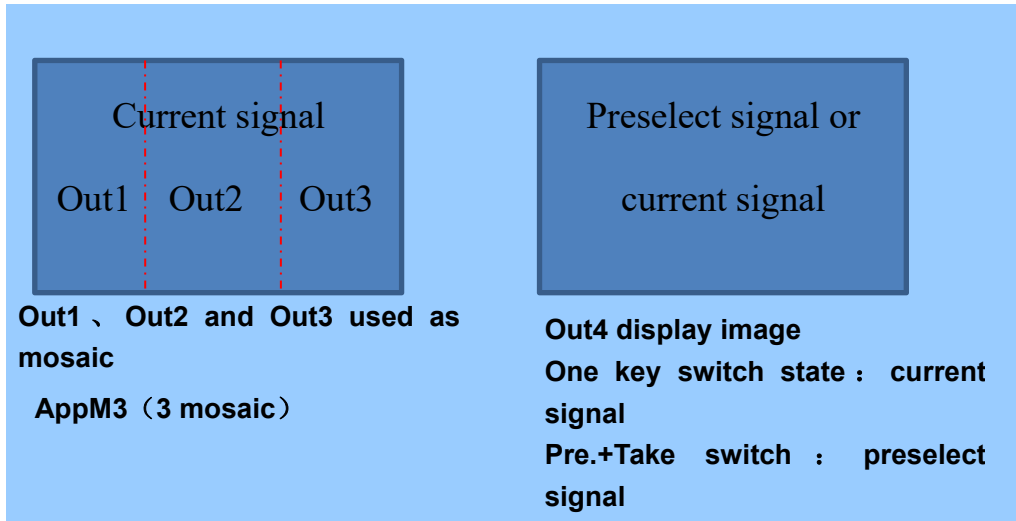 Current signal
Out1 Out2 Out3
Out1 、 Out2 and Out3 used as
mosaic
AppM3（3 mosaic）
Preselect signal or
current signal
Out4 display image
One key switch state： current
signal
Pre.+Take switch ： preselect
signal